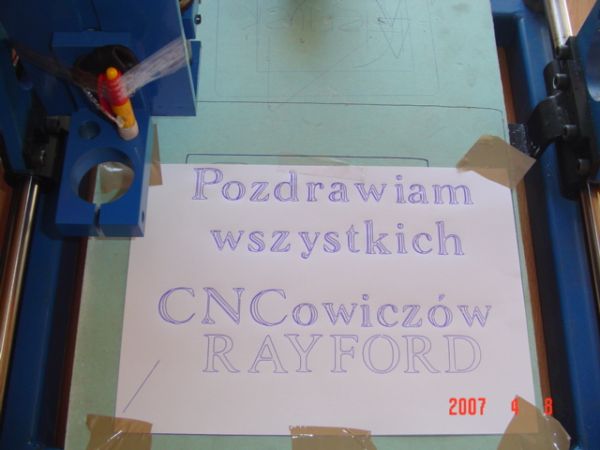 Pozdrawiam
wszystkich
CNCowiczów
RAYFORD
2007 4 8